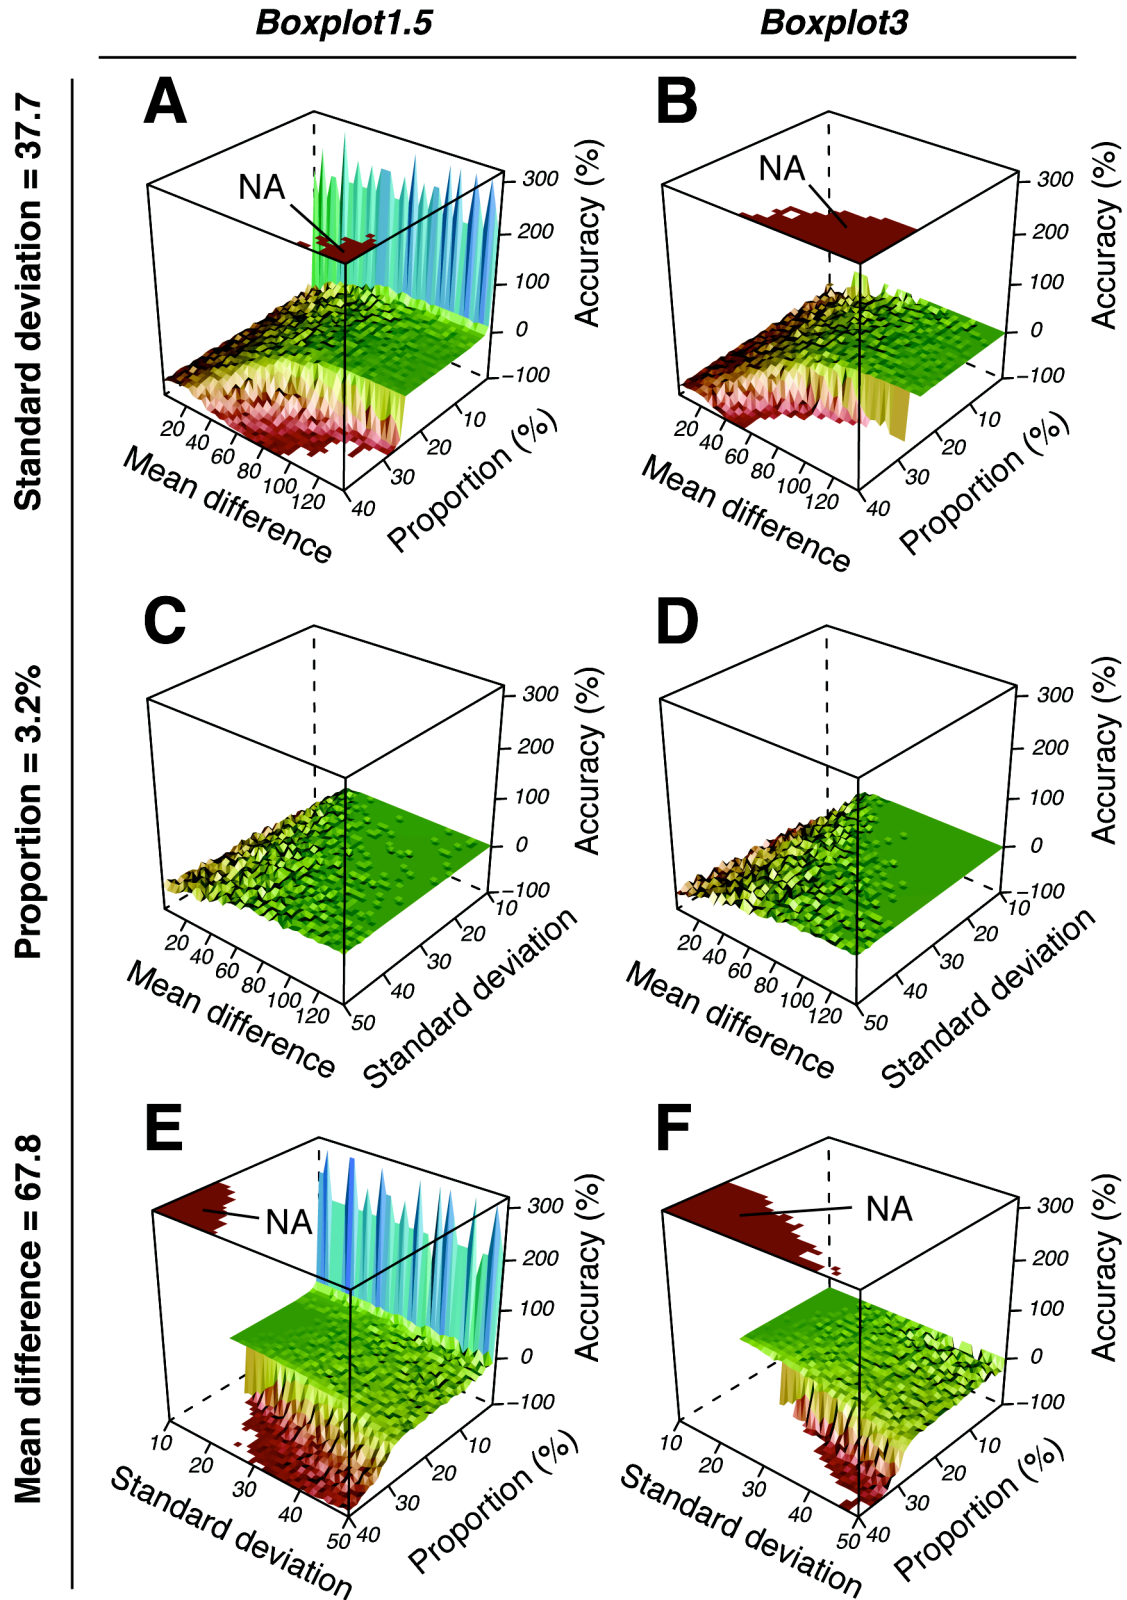 Boxplot1.5
Boxplot3
Standard deviation = 37.7
A
NA
300
200
100
0
−100
Accuracy (%)
20
40
60
80
100
120
Mean difference
10
20
30
40
Proportion (%)
B
NA
300
200
100
0
−100
Accuracy (%)
20
40
60
80
100
120
Mean difference
10
20
30
40
Proportion (%)
Proportion = 3.2%
C
300
200
100
0
−100
Accuracy (%)
20
40
60
80
100
120
Mean difference
10
20
30
40
50
Standard deviation
D
300
200
100
0
−100
Accuracy (%)
20
40
60
80
100
120
Mean difference
10
20
30
40
50
Standard deviation
Mean difference = 67.8
E
NA
300
200
100
0
−100
Accuracy (%)
10
20
30
40
50
Standard deviation
10
20
30
40
Proportion (%)
F
NA
300
200
100
0
−100
Accuracy (%)
10
20
30
40
50
Standard deviation
10
20
30
40
Proportion (%)